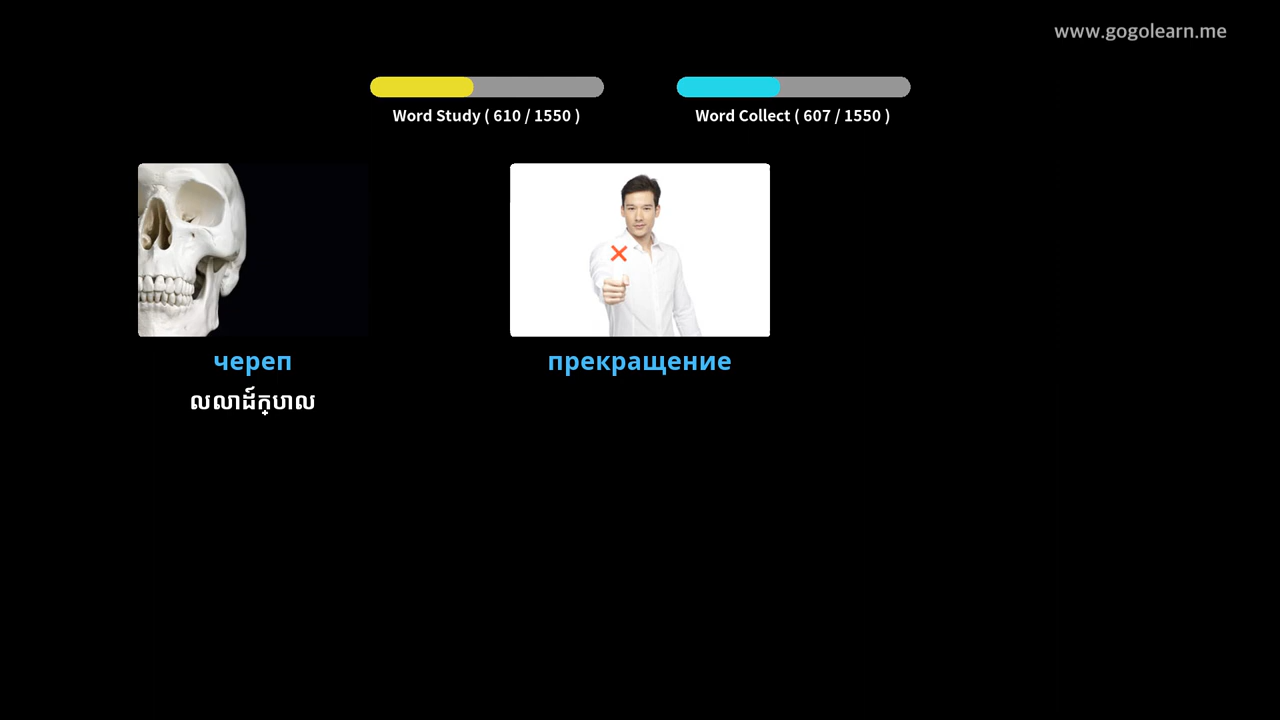 www.gogolearn.me
Word Study ( 610 / 1550 )
Word Collect ( 607 / 1550 )
череп
прекращение
លលាដ៍ក្បាល